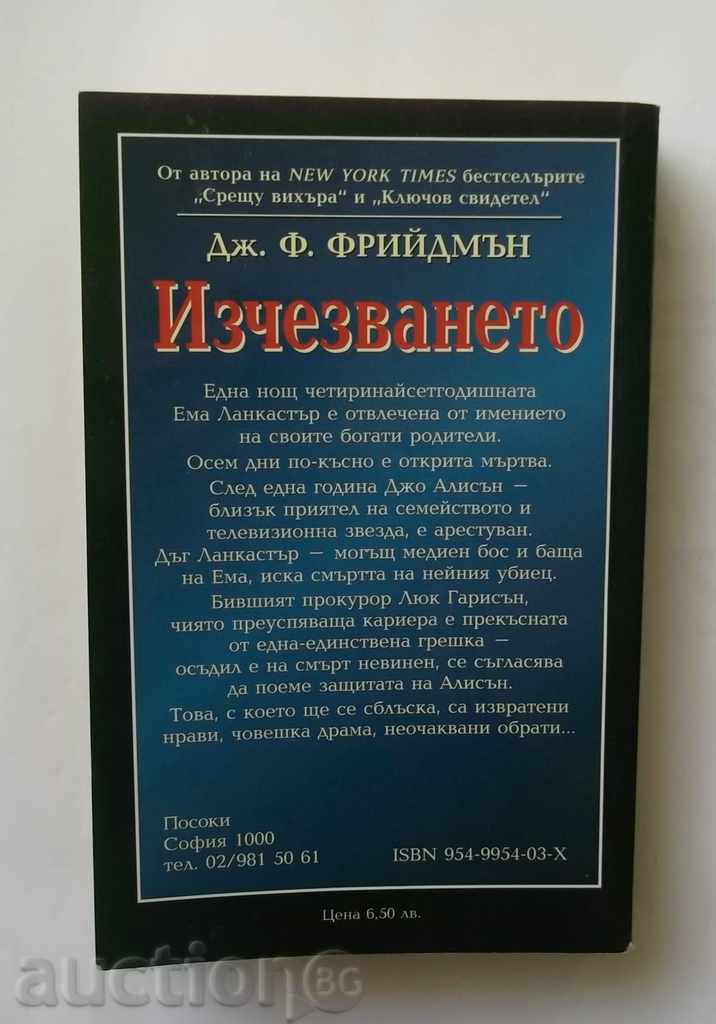 От автора на NEW YORK TIMES бестселърите
„Срещу вихъра" и „Ключов свидетел"
Дж. Ф. ФРИЙДМЪН
Изчезването
Една нощ четиринайсетгодишната
Ема Ланкастър е отвлечена от имението
на своите богати родители.
Осем дни по-късно е открита мъртва.
След една година Джо Алисън –
близък приятел на семейството и
телевизионна звезда, е арестуван.
Дъг Ланкастър – могъщ медиен бос и баща
на Ема, иска смъртта на нейния убиец.
Бившият прокурор Люк Гарисън,
чиято преуспяваща кариера е прекъсната
от една-единствена грешка –
осъдил е на смърт невинен, се съгласява
да поеме защитата на Алисън.
Това, с което ще се сблъска, са извратени
нрави, човешка драма, неочаквани обрати...
Посоки
София 1000
тел. 02/981 50 61
ISBN 954-9954-03-X
Цена 6,50 лв.
auctionBG